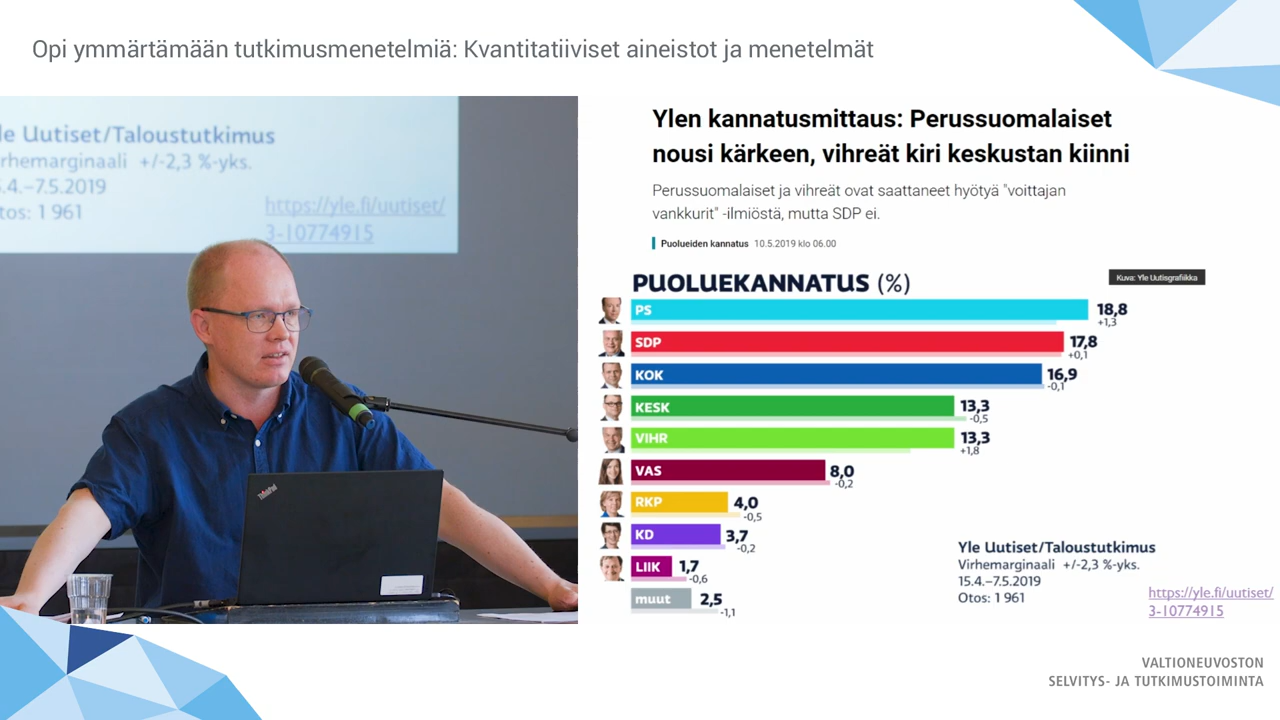 Opi ymmärtämään tutkimusmenetelmiä: Kvantitatiiviset aineistot ja menetelmät
le Uutiset/Taloustutkimus
rhemarginaali +/-2,3 %-yks.
5.4.–7.5.2019
tos: 1 961
https://yle.fi/uutiset/
3-10774915
ThinkPad
Ylen kannatusmittaus: Perussuomalaiset
nousi kärkeen, vihreät kiri keskustan kiinni
Perussuomalaiset ja vihreät ovat saattaneet hyötyä "voittajan
vankkurit" -ilmiöstä, mutta SDP ei.
Puolueiden kannatus 10.5.2019 klo 06.00
Kuva: Yle Uutisgrafiikka
PUOLUEKANNATUS (%)
PS 18,8
+1,3
SDP 17,8
+0,1
KOK 16,9
-0,1
KESK 13,3
-0,5
VIHR 13,3
+1,8
VAS 8,0
-0,2
RKP 4,0
-0,5
KD 3,7
-0,2
LIIK 1,7
-0,6
muut 2,5
-1,1
Yle Uutiset/Taloustutkimus
Virhemarginaali +/-2,3 %-yks.
15.4.–7.5.2019
Otos: 1 961
https://yle.fi/uutiset/
3-10774915
VALTIONEUVOSTON
SELVITYS- JA TUTKIMUSTOIMINTA